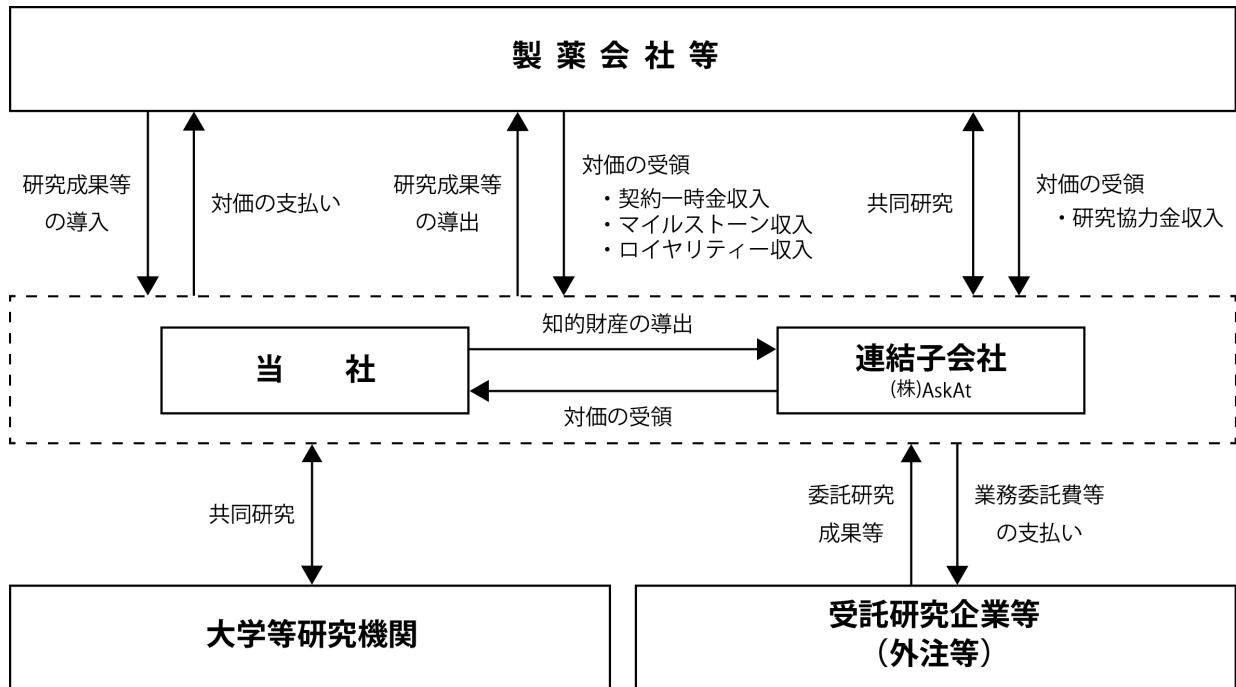 製薬会社等
研究成果等
の導入
対価の支払い
研究成果等
の導出
対価の受領
・契約一時金収入
・マイルストーン収入
・ロイヤリティー収入
共同研究
対価の受領
・研究協力金収入
当　社
知的財産の導出
対価の受領
連結子会社
(株)AskAt
共同研究
委託研究
成果等
業務委託費等
の支払い
大学等研究機関
受託研究企業等
（外注等）